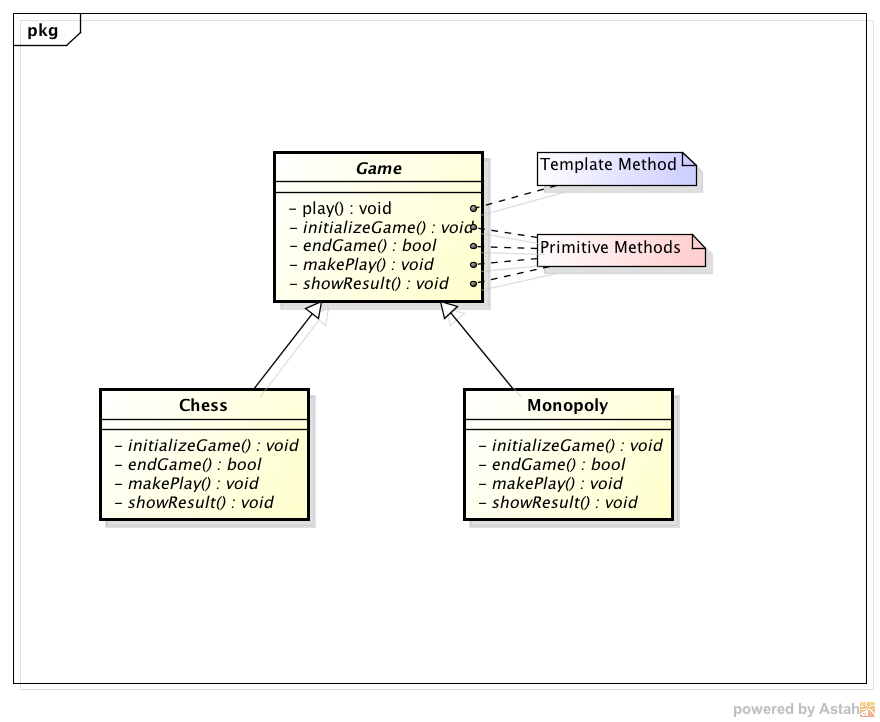 pkg
Game
- play() : void
- initializeGame() : void
- endGame() : bool
- makePlay() : void
- showResult() : void
Template Method
Primitive Methods
Chess
- initializeGame() : void
- endGame() : bool
- makePlay() : void
- showResult() : void
Monopoly
- initializeGame() : void
- endGame() : bool
- makePlay() : void
- showResult() : void
powered by Astah